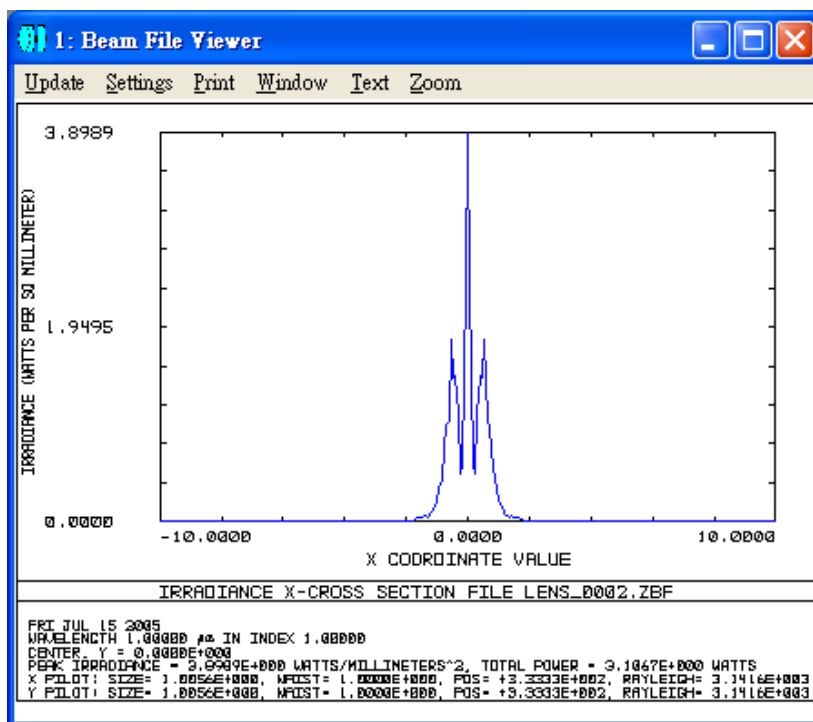 1: Beam File Viewer
Update Settings Print Window Text Zoom
3.8989
IRRADIANCE (WATTS PER SQ MILLIMETER)
1.9495
0.0000
-10.0000 0.0000 10.0000
X COORDINATE VALUE
IRRADIANCE X-CROSS SECTION FILE LENS_0002.ZBF
FRI JUL 15 2005
WAVELENGTH 1.00000 µm IN INDEX 1.00000
CENTER, Y = 0.0000E+000
PEAK IRRADIANCE = 3.8989E+000 WATTS/MILLIMETERS^2, TOTAL POWER = 3.1067E+000 WATTS
X PILOT: SIZE= 1.0056E+000, WAIST= 1.0000E+000, POS= +3.3333E+002, RAYLEIGH= 3.1416E+003
Y PILOT: SIZE= 1.0056E+000, WAIST= 1.0000E+000, POS= +3.3333E+002, RAYLEIGH= 3.1416E+003